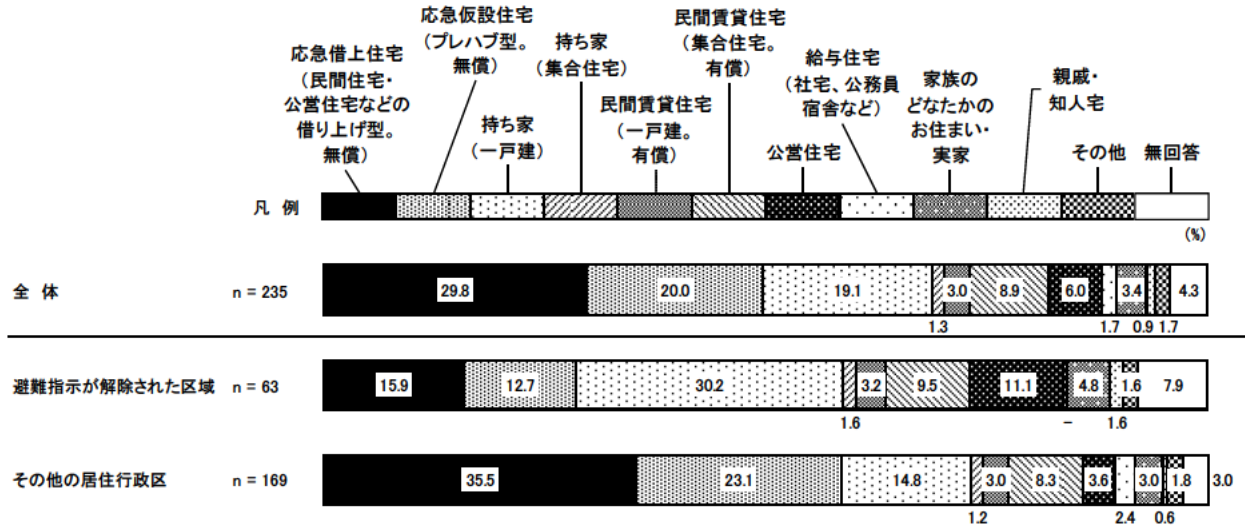 応急借上住宅
（民間住宅・
公営住宅などの
借り上げ型。
無償）
応急仮設住宅
（プレハブ型。
無償）
持ち家
（一戸建）
持ち家
（集合住宅）
民間賃貸住宅
（一戸建。
有償）
民間賃貸住宅
（集合住宅。
有償）
公営住宅
給与住宅
（社宅、公務員
宿舎など）
家族の
どなたかの
お住まい・
実家
親戚・
知人宅
その他
無回答
凡 例
(%)
全 体 n = 235 29.8 20.0 19.1 3.0 8.9 6.0 3.4 4.3
1.3 1.7 0.9 1.7
避難指示が解除された区域 n = 63 15.9 12.7 30.2 3.2 9.5 11.1 4.8 1.6 7.9
1.6 − 1.6
その他の居住行政区 n = 169 35.5 23.1 14.8 3.0 8.3 3.6 3.0 1.8 3.0
1.2 2.4 0.6